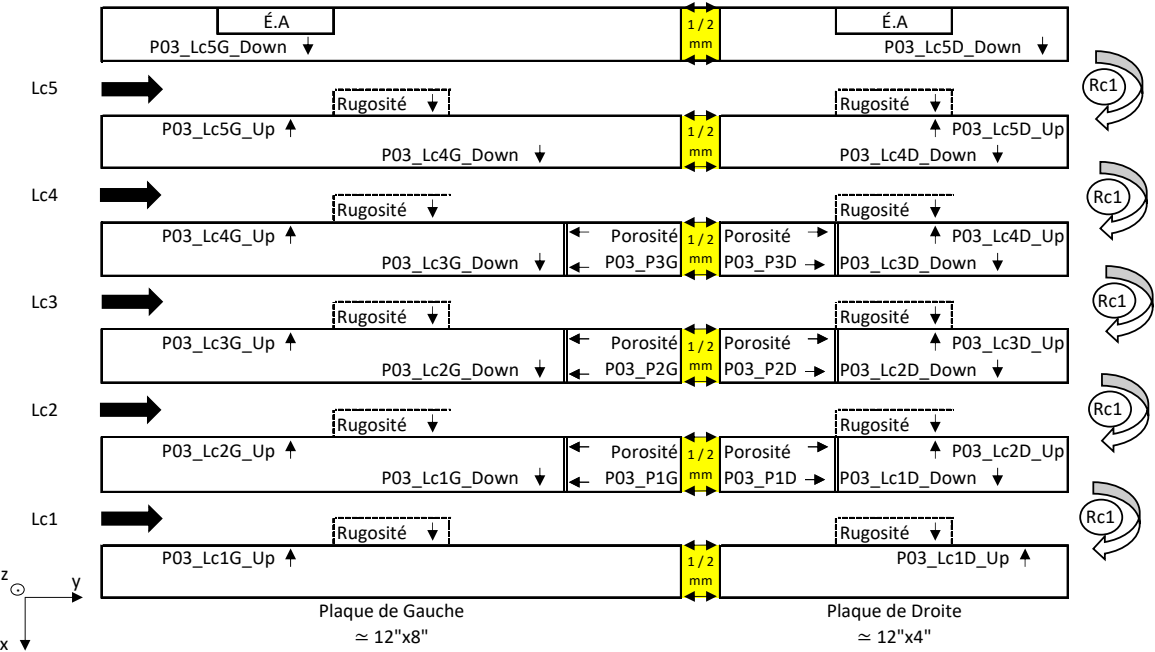 É.A É.A
P03_Lc5G_Down 1 / 2 mm P03_Lc5D_Down
Lc5 Rc1
Rugosité Rugosité
P03_Lc5G_Up 1 / 2 mm P03_Lc5D_Up
P03_Lc4G_Down P03_Lc4D_Down
Lc4 Rc1
Rugosité Rugosité
P03_Lc4G_Up Porosité 1 / 2 mm Porosité P03_Lc4D_Up
P03_Lc3G_Down P03_P3G P03_P3D P03_Lc3D_Down
Lc3 Rc1
Rugosité Rugosité
P03_Lc3G_Up Porosité 1 / 2 mm Porosité P03_Lc3D_Up
P03_Lc2G_Down P03_P2G P03_P2D P03_Lc2D_Down
Lc2 Rc1
Rugosité Rugosité
P03_Lc2G_Up Porosité 1 / 2 mm Porosité P03_Lc2D_Up
P03_Lc1G_Down P03_P1G P03_P1D P03_Lc1D_Down
Lc1 Rc1
Rugosité Rugosité
P03_Lc1G_Up 1 / 2 mm P03_Lc1D_Up
z y
x
Plaque de Gauche Plaque de Droite
≃ 12"x8" ≃ 12"x4"